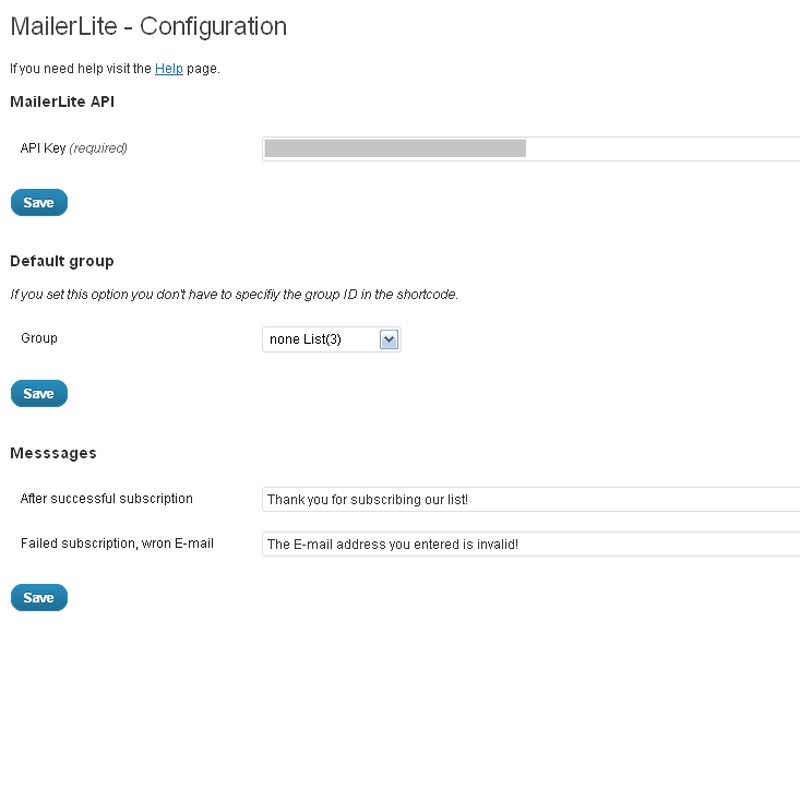 MailerLite - Configuration
If you need help visit the Help page.
MailerLite API
API Key (required)
Save
Default group
If you set this option you don't have to specifiy the group ID in the shortcode.
Group none List(3)
Save
Messsages
After successful subscription Thank you for subscribing our list!
Failed subscription, wron E-mail The E-mail address you entered is invalid!
Save